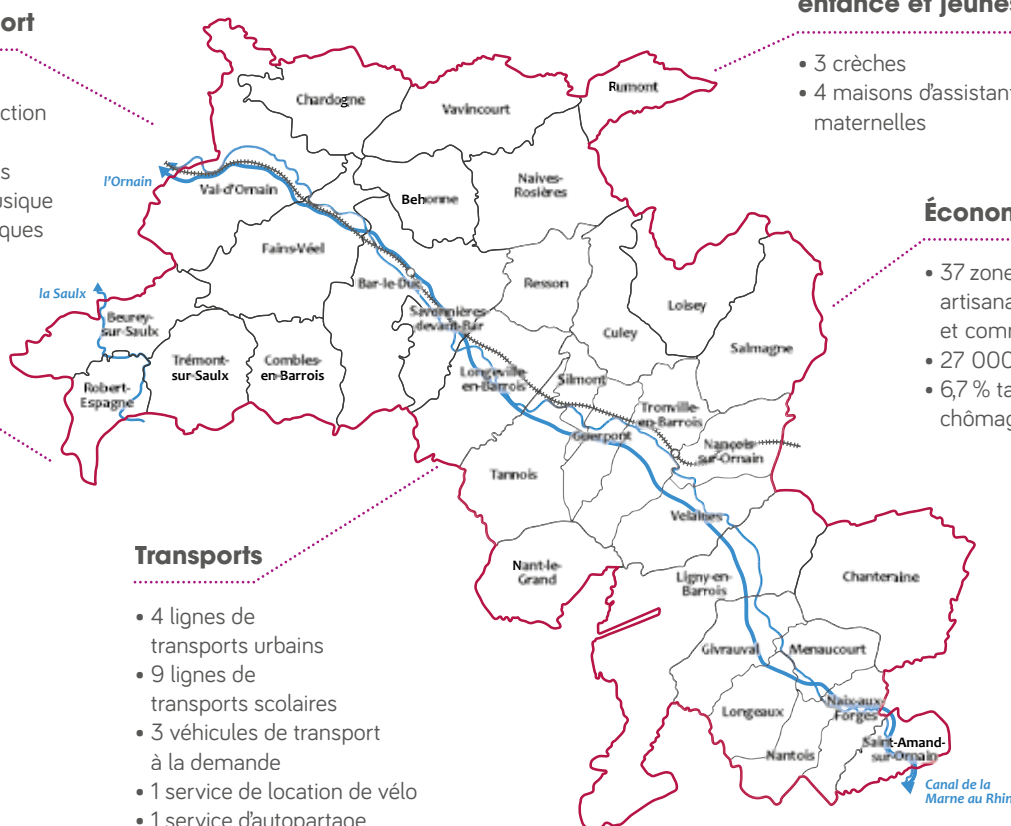 ort
ction
s
usique
ques
enfance et jeunes
• 3 crèches
• 4 maisons d'assistant
maternelles
Écono
• 37 zone
artisana
et comm
• 27 000
• 6,7 % ta
chômag
Chardogne
Vavincourt
Rumont
l'Ornain
Val-d'Ornain
Behonne
Naives-
Rosières
Fains-Véel
Bar-le-Duc
Resson
Loisey
la Saulx
Beurey-
sur-Saulx
Savonnières-
devant-Bar
Culey
Salmagne
Trémont-
sur-Saulx
Combles-
en-Barrois
Robert-
Espagne
Longeville-
en-Barrois
Silmont
Tronville-
en-Barrois
Guerpont
Nançois-
sur-Ornain
Tannois
Velaines
Nant-le-
Grand
Ligny-en-
Barrois
Chanteraine
Givrauval
Menaucourt
Longeaux
Naix-aux-
Forges
Nantois
Saint-Amand-
sur-Ornain
Canal de la
Marne au Rhin
Transports
• 4 lignes de
transports urbains
• 9 lignes de
transports scolaires
• 3 véhicules de transport
à la demande
• 1 service de location de vélo
• 1 service d'autopartage